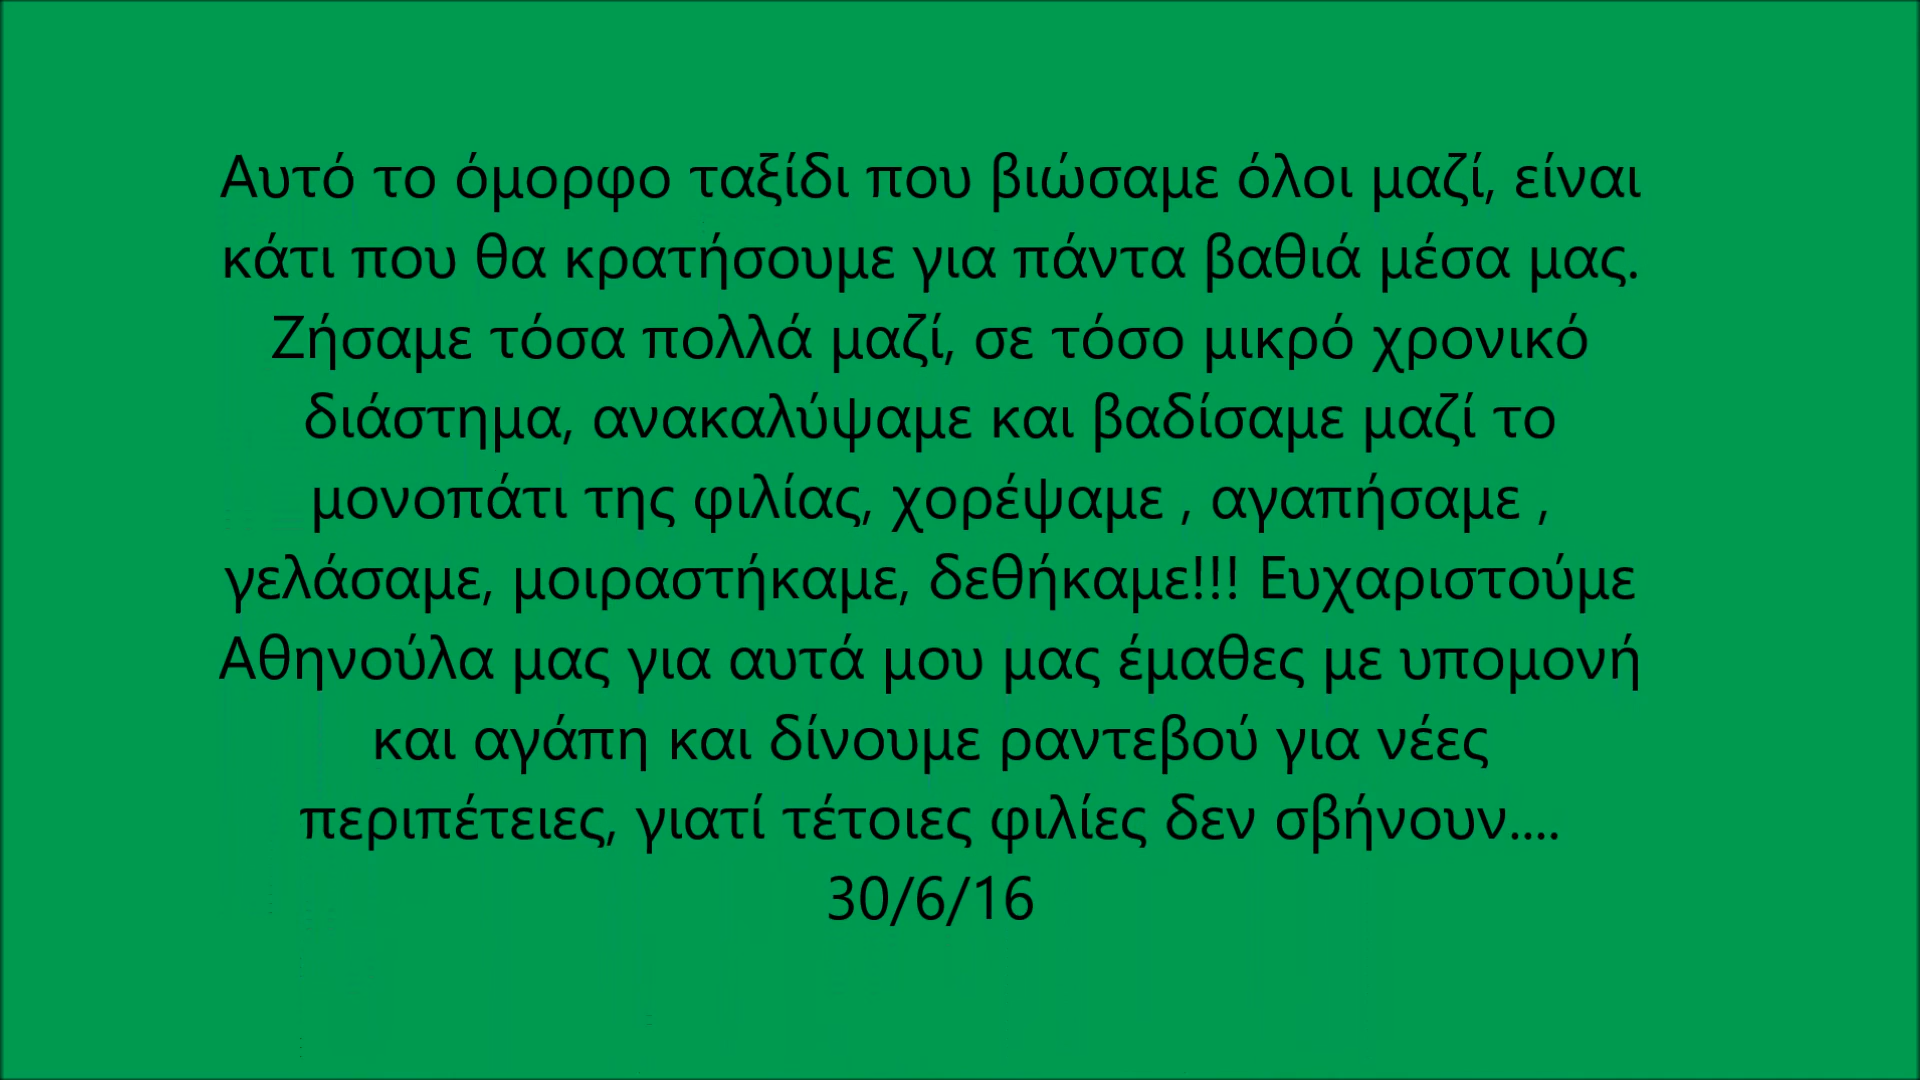 Αυτό το όμορφο ταξίδι που βιώσαμε όλοι μαζί, είναι
κάτι που θα κρατήσουμε για πάντα βαθιά μέσα μας.
Ζήσαμε τόσα πολλά μαζί, σε τόσο μικρό χρονικό
διάστημα, ανακαλύψαμε και βαδίσαμε μαζί το
μονοπάτι της φιλίας, χορέψαμε , αγαπήσαμε ,
γελάσαμε, μοιραστήκαμε, δεθήκαμε!!! Ευχαριστούμε
Αθηνούλα μας για αυτά μου μας έμαθες με υπομονή
και αγάπη και δίνουμε ραντεβού για νέες
περιπέτειες, γιατί τέτοιες φιλίες δεν σβήνουν....
30/6/16